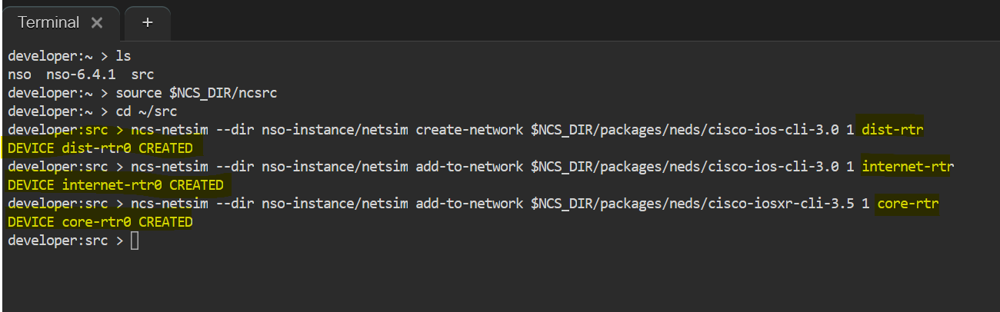 Terminal × +
developer:~ > ls
nso nso-6.4.1 src
developer:~ > source $NCS_DIR/ncsrc
developer:~ > cd ~/src
developer:src > ncs-netsim --dir nso-instance/netsim create-network $NCS_DIR/packages/neds/cisco-ios-cli-3.0 1 dist-rtr
DEVICE dist-rtr0 CREATED
developer:src > ncs-netsim --dir nso-instance/netsim add-to-network $NCS_DIR/packages/neds/cisco-ios-cli-3.0 1 internet-rtr
DEVICE internet-rtr0 CREATED
developer:src > ncs-netsim --dir nso-instance/netsim add-to-network $NCS_DIR/packages/neds/cisco-iosxr-cli-3.5 1 core-rtr
DEVICE core-rtr0 CREATED
developer:src >